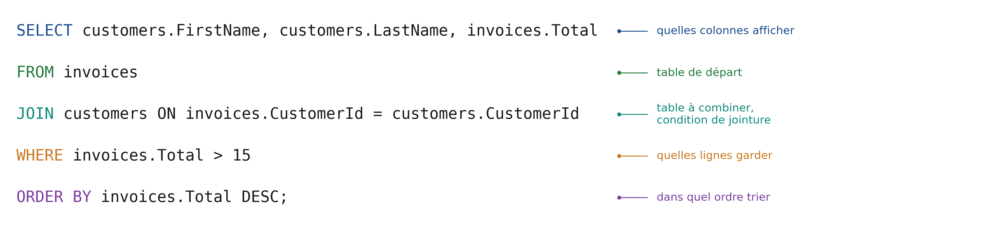 SELECT customers.FirstName, customers.LastName, invoices.Total
quelles colonnes afficher
FROM invoices
table de départ
JOIN customers ON invoices.CustomerId = customers.CustomerId
table à combiner,
condition de jointure
WHERE invoices.Total > 15
quelles lignes garder
ORDER BY invoices.Total DESC;
dans quel ordre trier